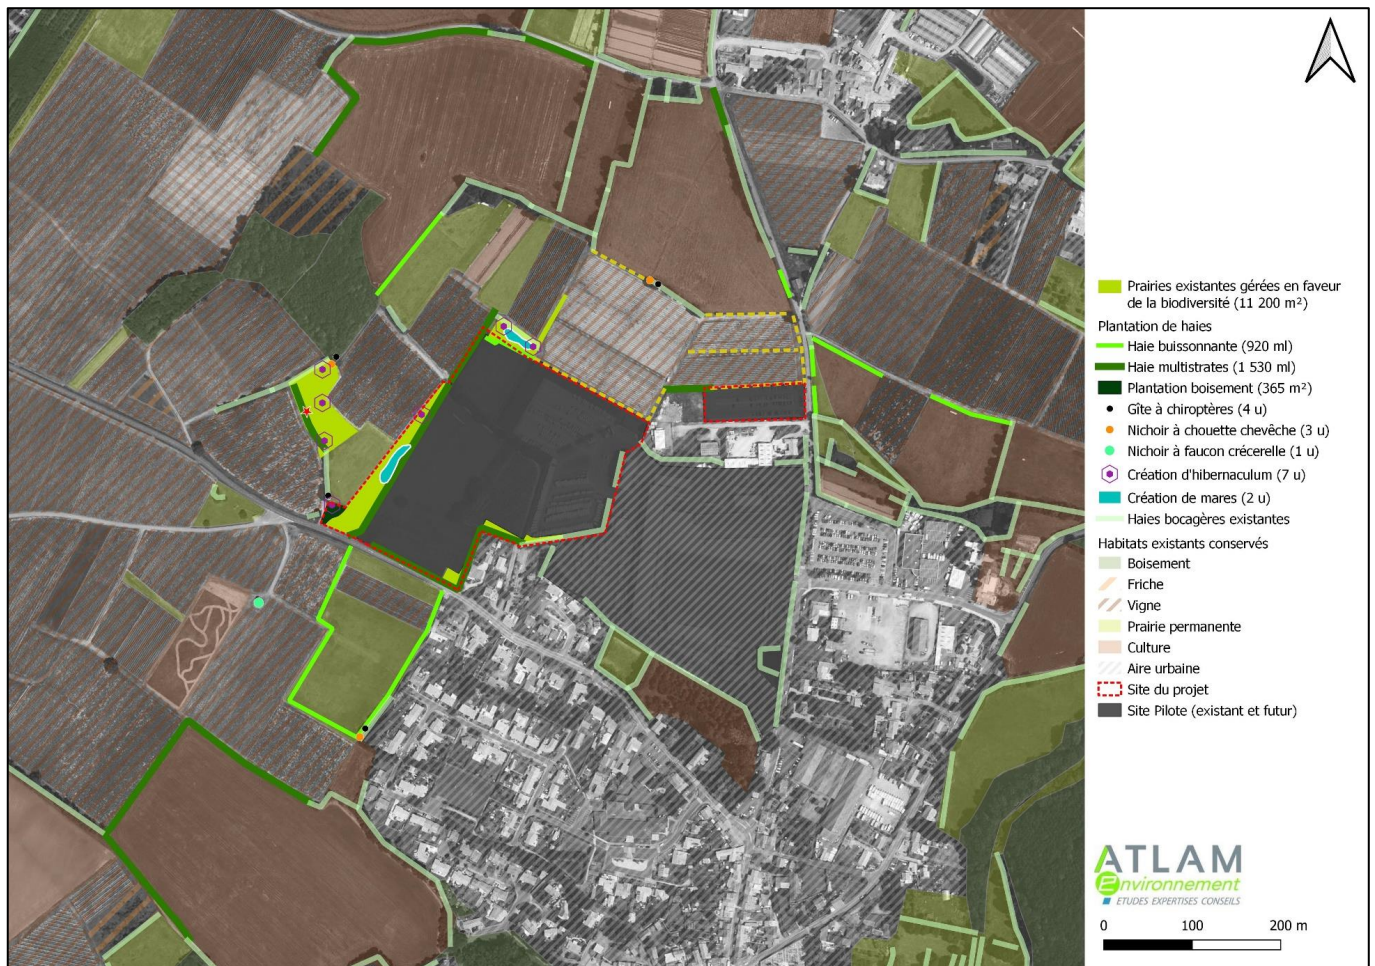 Prairies existantes gérées en faveur
de la biodiversité (11 200 m²)
Plantation de haies
Haie buissonnante (920 ml)
Haie multistrates (1 530 ml)
Plantation boisement (365 m²)
Gîte à chiroptères (4 u)
Nichoir à chouette chevêche (3 u)
Nichoir à faucon crécerelle (1 u)
Création d'hibernaculum (7 u)
Création de mares (2 u)
Haies bocagères existantes
Habitats existants conservés
Boisement
Friche
Vigne
Prairie permanente
Culture
Aire urbaine
Site du projet
Site Pilote (existant et futur)
ATLAM
environnement
ETUDES EXPERTISES CONSEILS
0 100 200 m